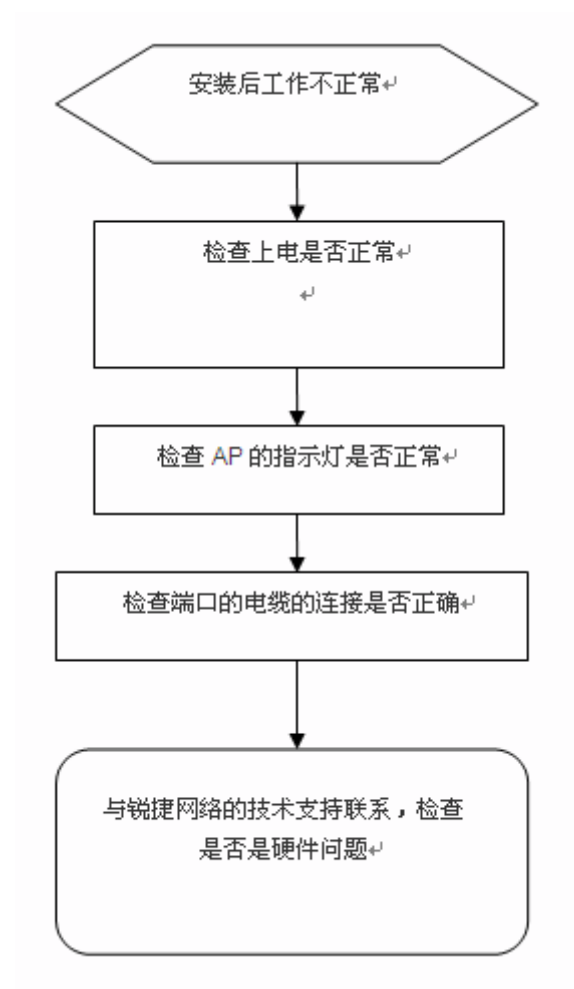 安装后工作不正常↵
检查上电是否正常↵
↵
检查 AP 的指示灯是否正常↵
检查端口的电缆的连接是否正确↵
与锐捷网络的技术支持联系，检查
是否是硬件问题↵